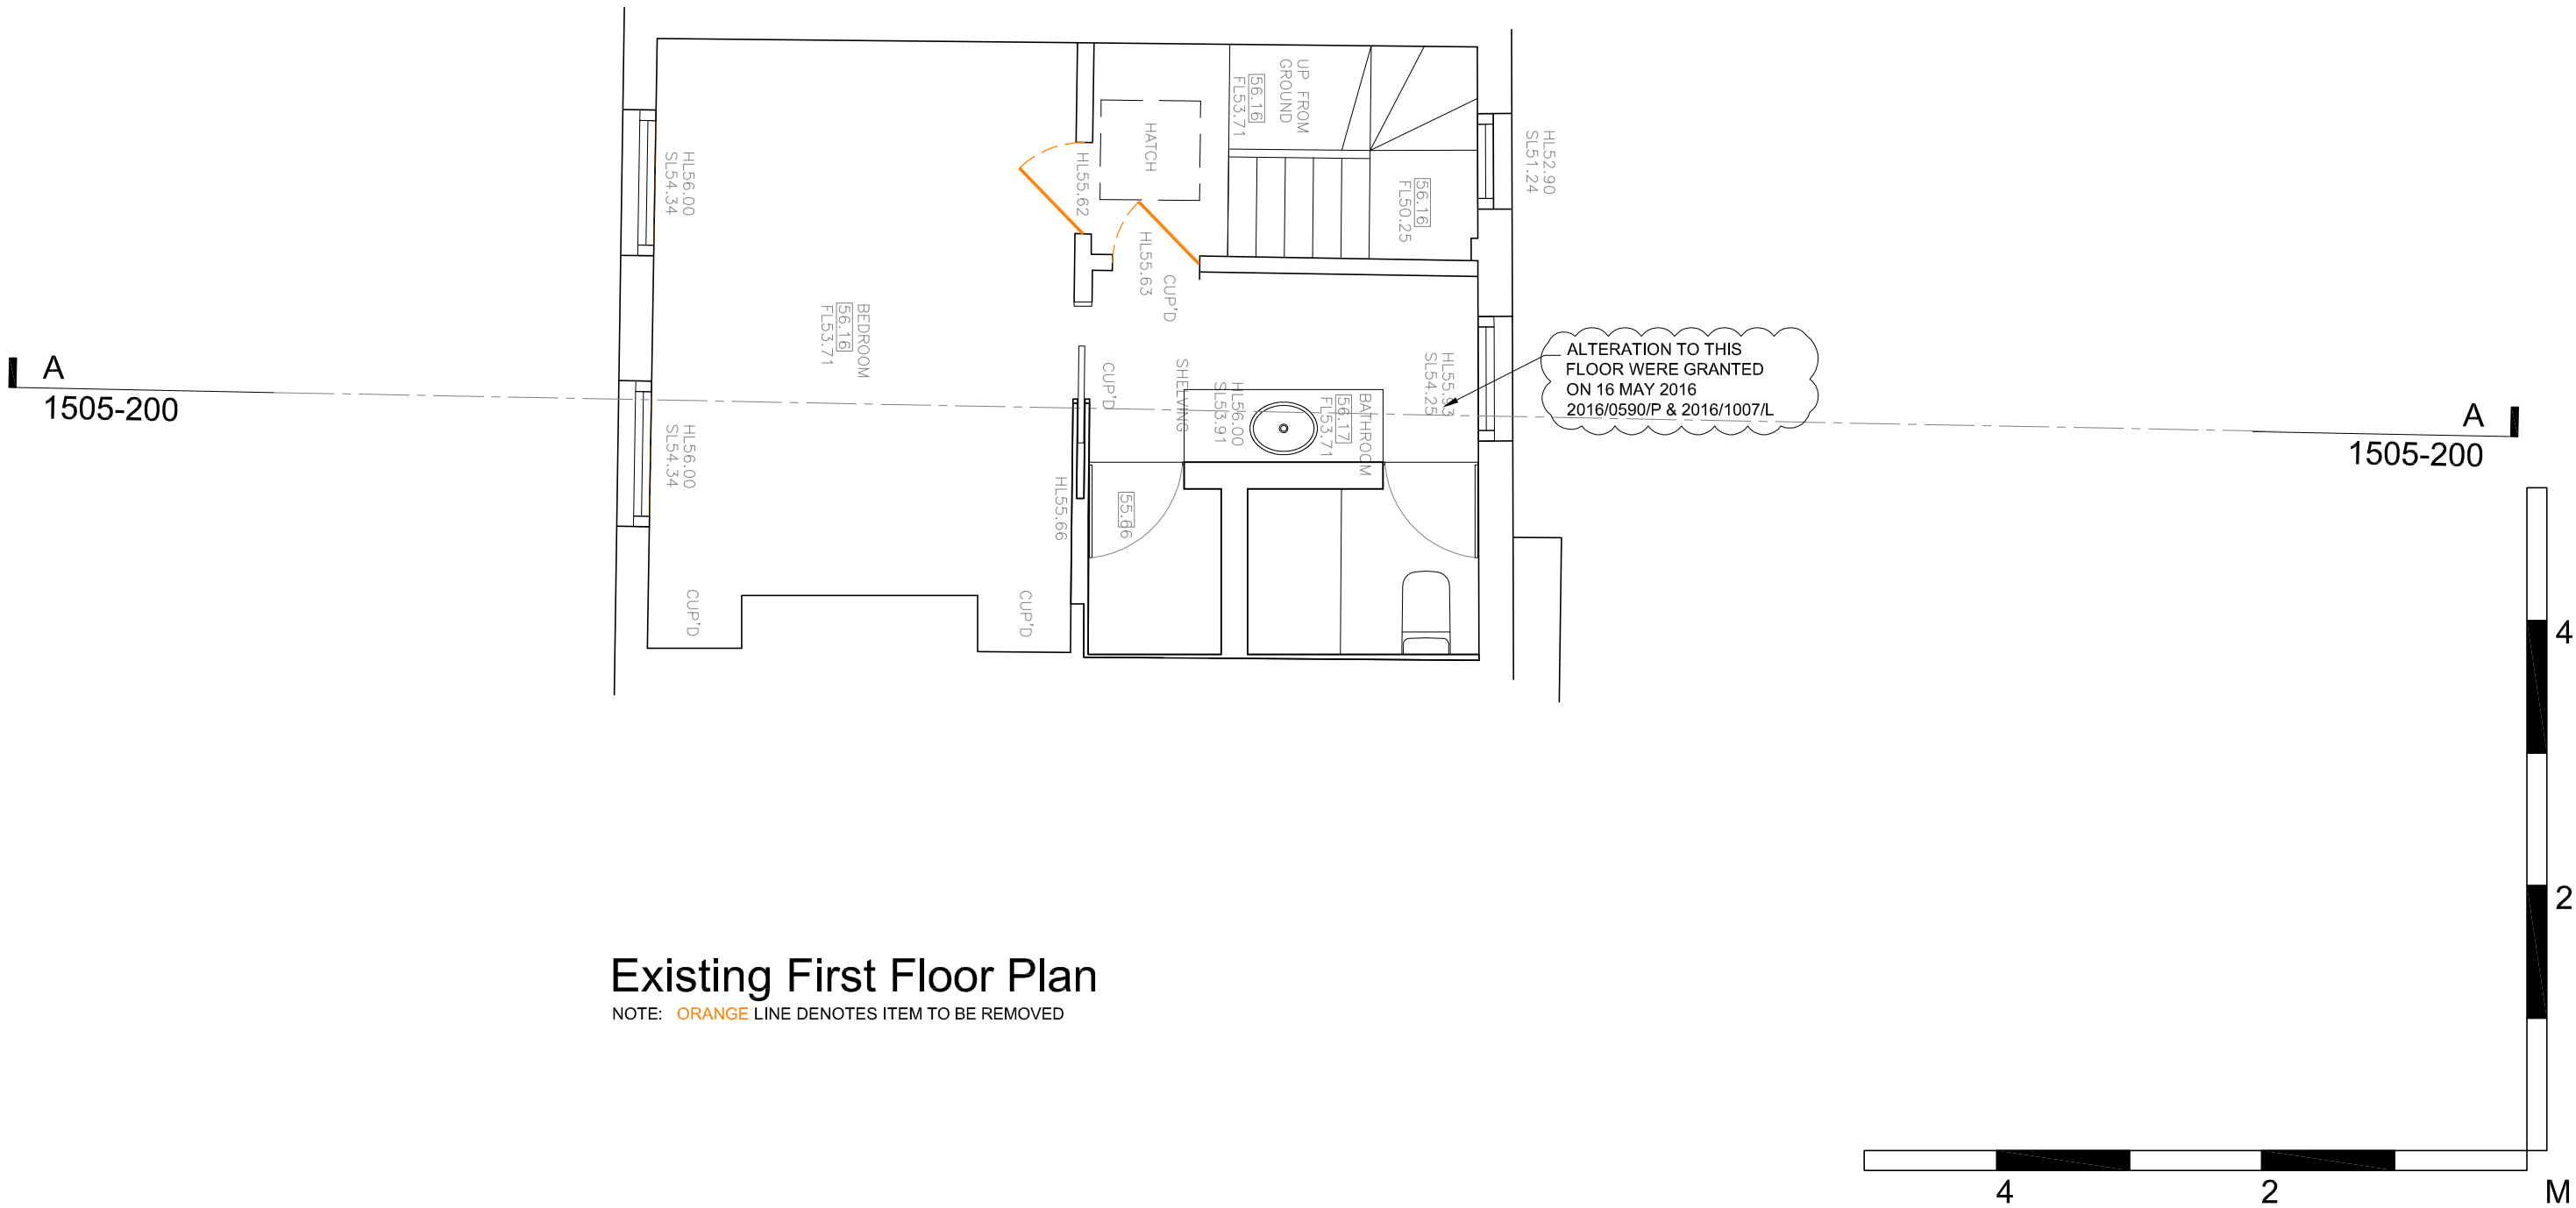 UP FROM
GROUND
56.16
FL53.71
HATCH
HL52.90
SL51.24
HL56.00
SL54.34
HL55.62
56.16
FL50.25
HL55.63
CUP'D
BEDROOM
56.16
FL53.71
ALTERATION TO THIS
FLOOR WERE GRANTED
ON 16 MAY 2016
2016/0590/P & 2016/1007/L
A
1505-200
CUP'D
SHELVING
HL56.00
SL53.91
BATHROOM
56.17
FL53.71
HL55.93
SL54.25
A
1505-200
HL56.00
SL54.34
HL55.66
55.66
CUP'D
CUP'D
4
2
Existing First Floor Plan
NOTE: ORANGE LINE DENOTES ITEM TO BE REMOVED
4
2
M